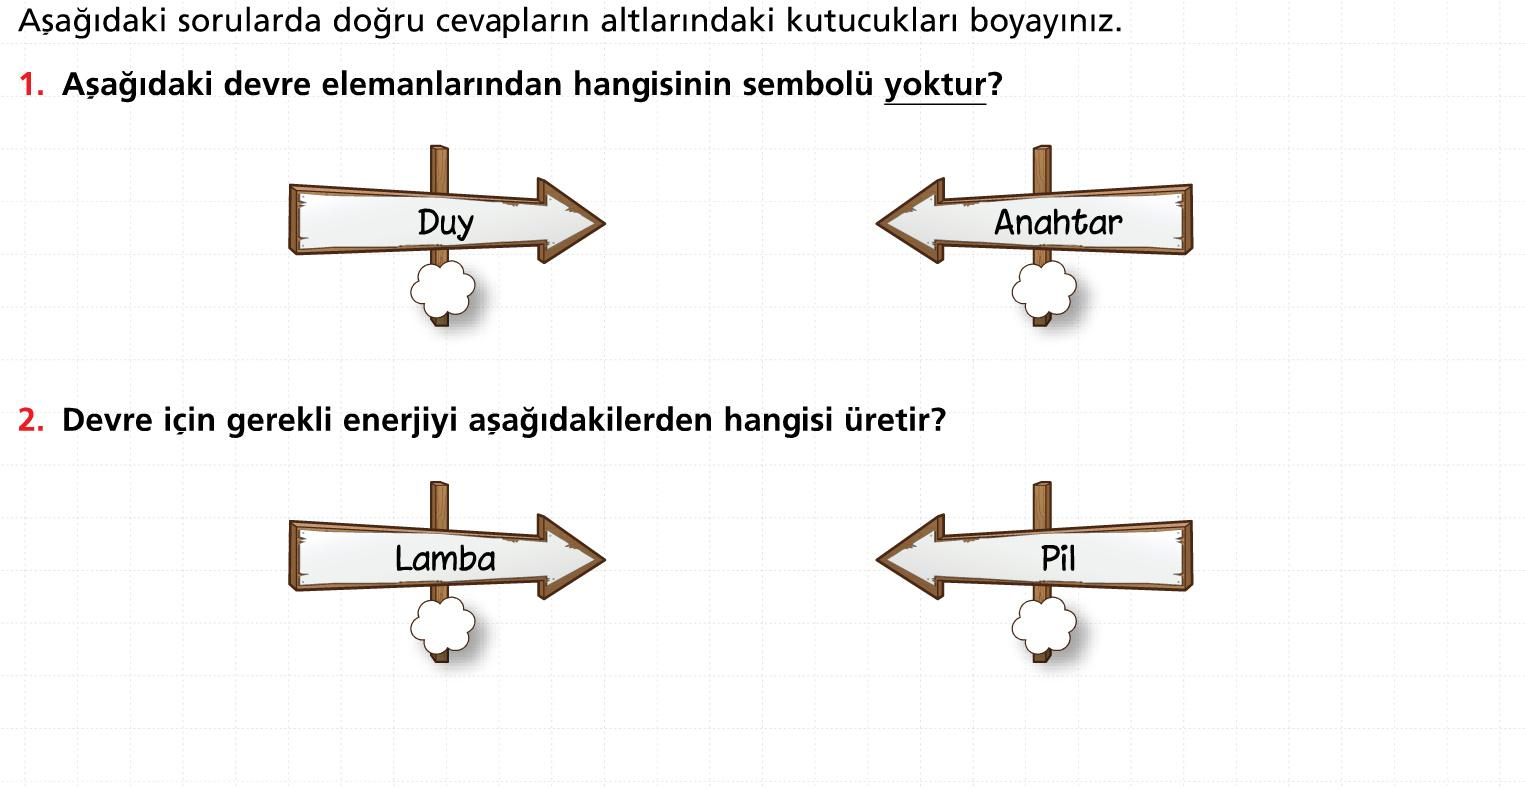 Aşağıdaki sorularda doğru cevapların altlarındaki kutucukları boyayınız.
1. Aşağıdaki devre elemanlarından hangisinin sembolü yoktur?
Duy
Anahtar
2. Devre için gerekli enerjiyi aşağıdakilerden hangisi üretir?
Lamba
Pil